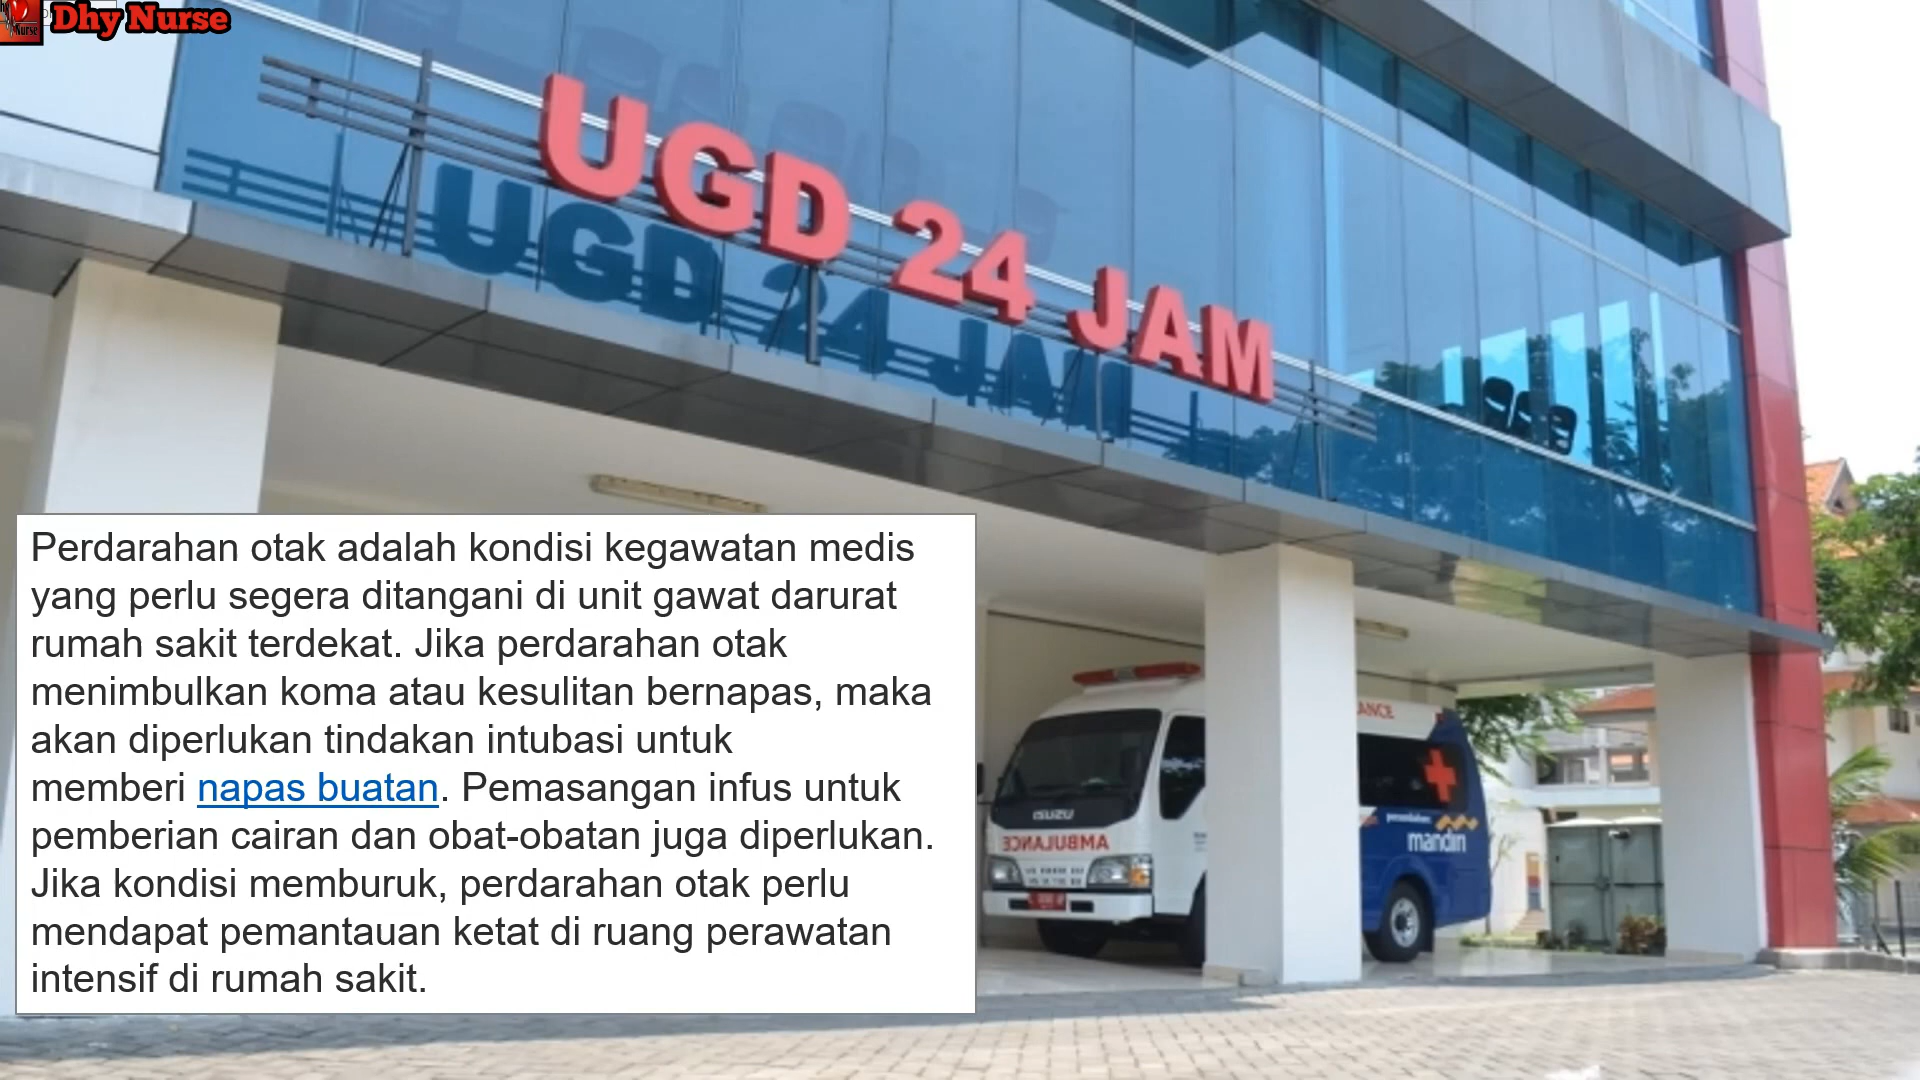 Dhy Nurse
Nurse
UGD 24 JAM
Perdarahan otak adalah kondisi kegawatan medis
yang perlu segera ditangani di unit gawat darurat
rumah sakit terdekat. Jika perdarahan otak
menimbulkan koma atau kesulitan bernapas, maka
akan diperlukan tindakan intubasi untuk
memberi napas buatan. Pemasangan infus untuk
pemberian cairan dan obat-obatan juga diperlukan.
Jika kondisi memburuk, perdarahan otak perlu
mendapat pemantauan ketat di ruang perawatan
intensif di rumah sakit.
ANCE
ISUZU
AMBULANCE
mandiri